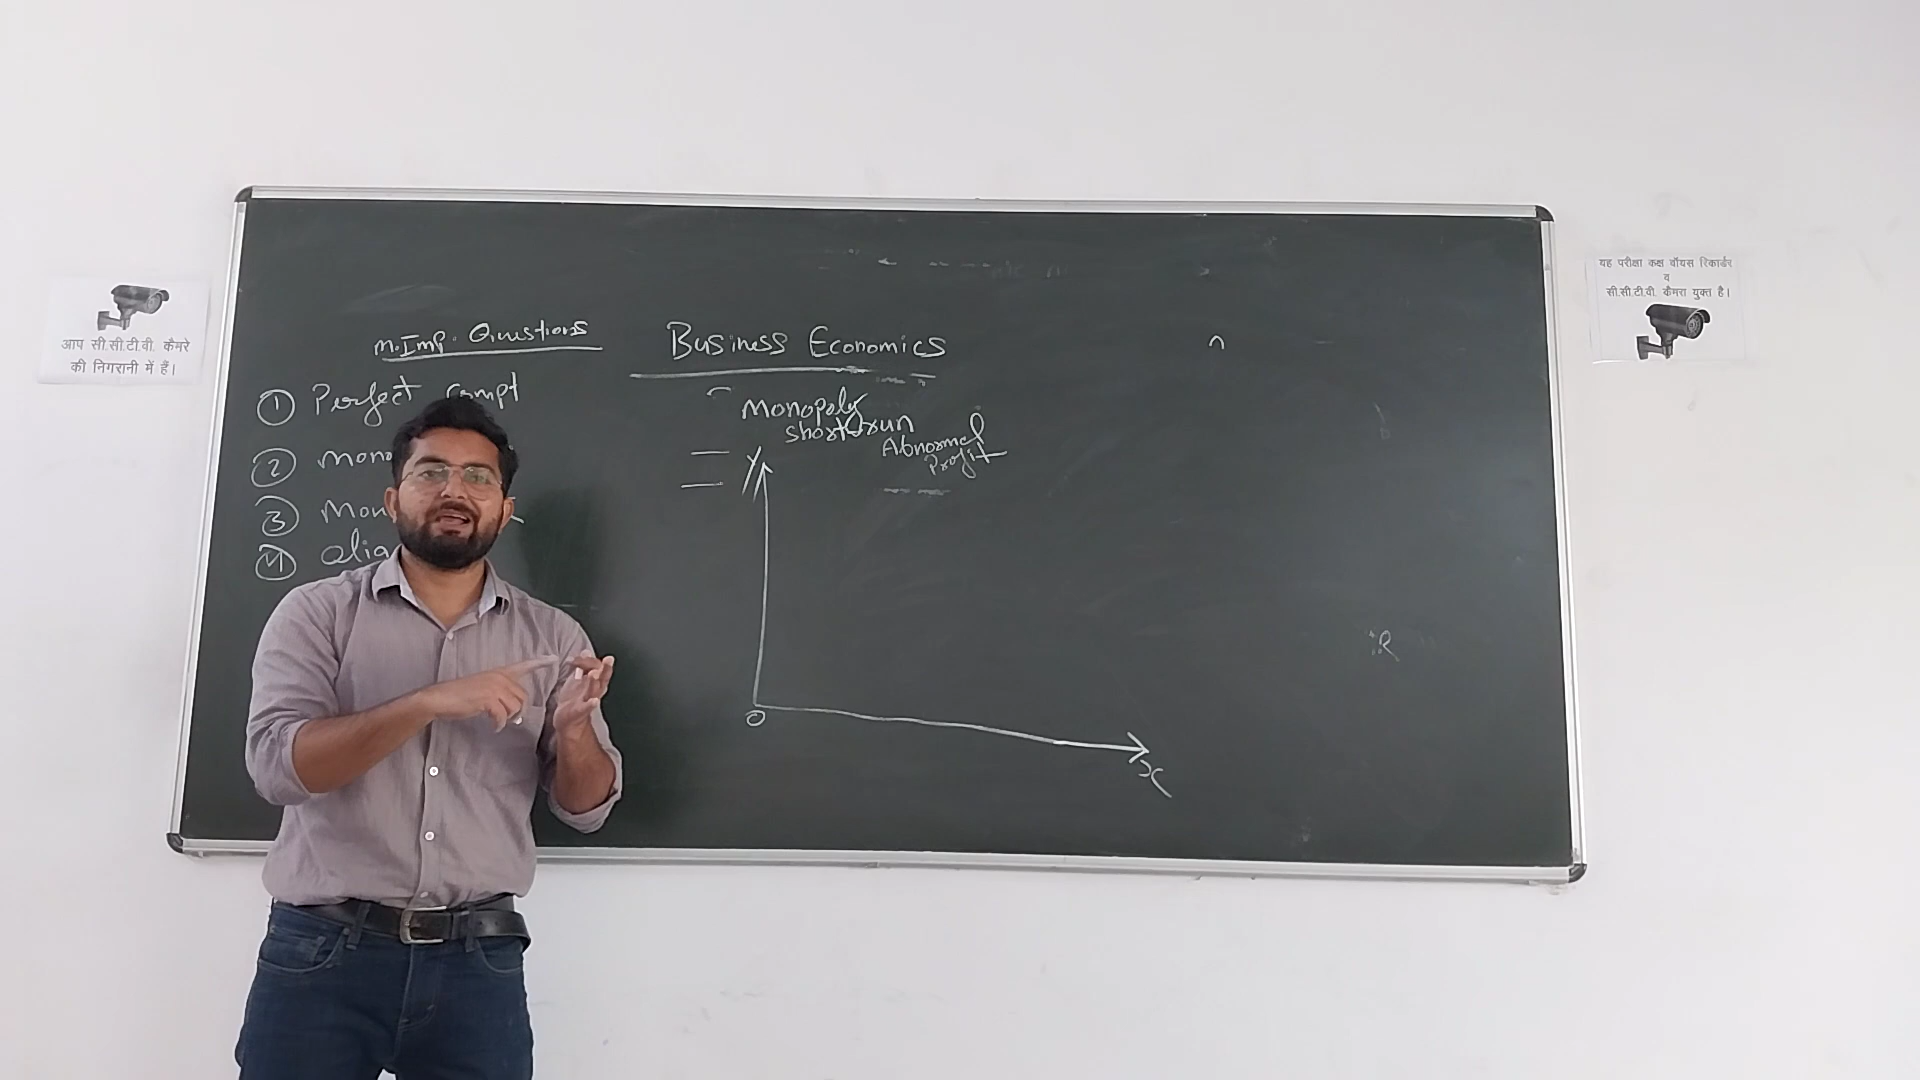 आप सी.सी.टी.वी. कैमरे
की निगरानी में हैं।
M.Imp. Questions
① Perfect Compt
②
③
④
Business Economics
Monopoly
short run
Abnormal
Profit
Y
O
x
R
यह परीक्षा कक्ष वॉयस रिकार्डर
व
सी.सी.टी.वी. कैमरा युक्त है।